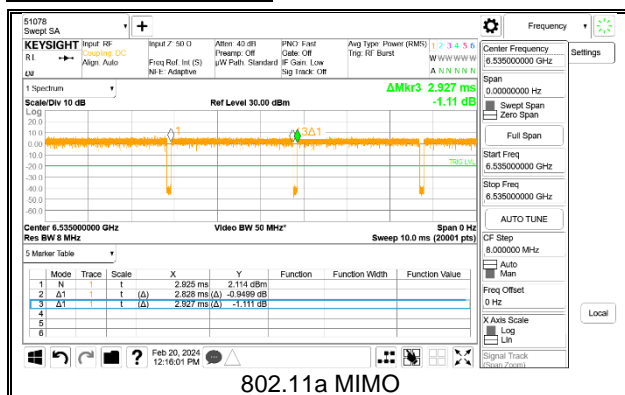 51078
Swept SA
Frequency
KEYSIGHT
Input: RF
Coupling: DC
Align: Auto
Input Z: 50 Ω
Freq Ref: Int (S)
NFE: Adaptive
Atten: 40 dB
Preamp: Off
µW Path: Standard
PNO: Fast
Gate: Off
IF Gain: Low
Sig Track: Off
Avg Type: Power (RMS)
Trig: RF Burst
1 2 3 4 5 6
W W W W W W
A N N N N N
R L
1 Spectrum
ΔMkr3 2.927 ms
Scale/Div 10 dB
Ref Level 30.00 dBm
-1.11 dB
Log
20.0
10.0
0.00
-10.0
-20.0
-30.0
-40.0
-50.0
-60.0
1
3Δ1
TRIG LVL
Center 6.535000000 GHz
Video BW 50 MHz*
Span 0 Hz
Res BW 8 MHz
Sweep 10.0 ms (20001 pts)
5 Marker Table
Mode Trace Scale X Y Function Function Width Function Value
1 N 1 t 2.925 ms 2.114 dBm
2 Δ1 1 t (Δ) 2.828 ms (Δ) -0.9499 dB
3 Δ1 1 t (Δ) 2.927 ms (Δ) -1.111 dB
4
5
6
Feb 20, 2024
12:16:01 PM
Center Frequency
6.535000000 GHz
Span
0.00000000 Hz
Swept Span
Zero Span
Full Span
Start Freq
6.535000000 GHz
Stop Freq
6.535000000 GHz
AUTO TUNE
CF Step
8.000000 MHz
Auto
Man
Freq Offset
0 Hz
X Axis Scale
Log
Lin
Signal Track
(Span Zoom)
Settings
Local
802.11a MIMO